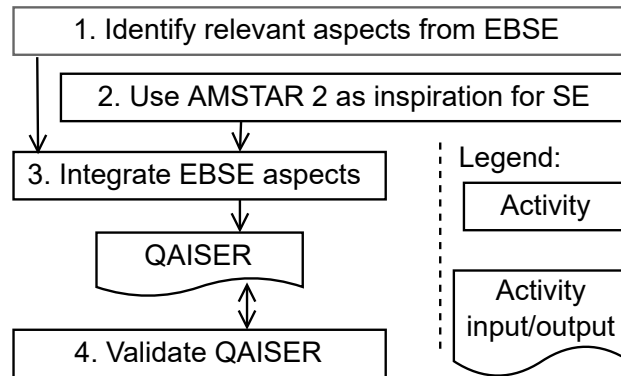 1. Identify relevant aspects from EBSE
2. Use AMSTAR 2 as inspiration for SE
3. Integrate EBSE aspects
QAISER
4. Validate QAISER
Legend:
Activity
Activity
input/output